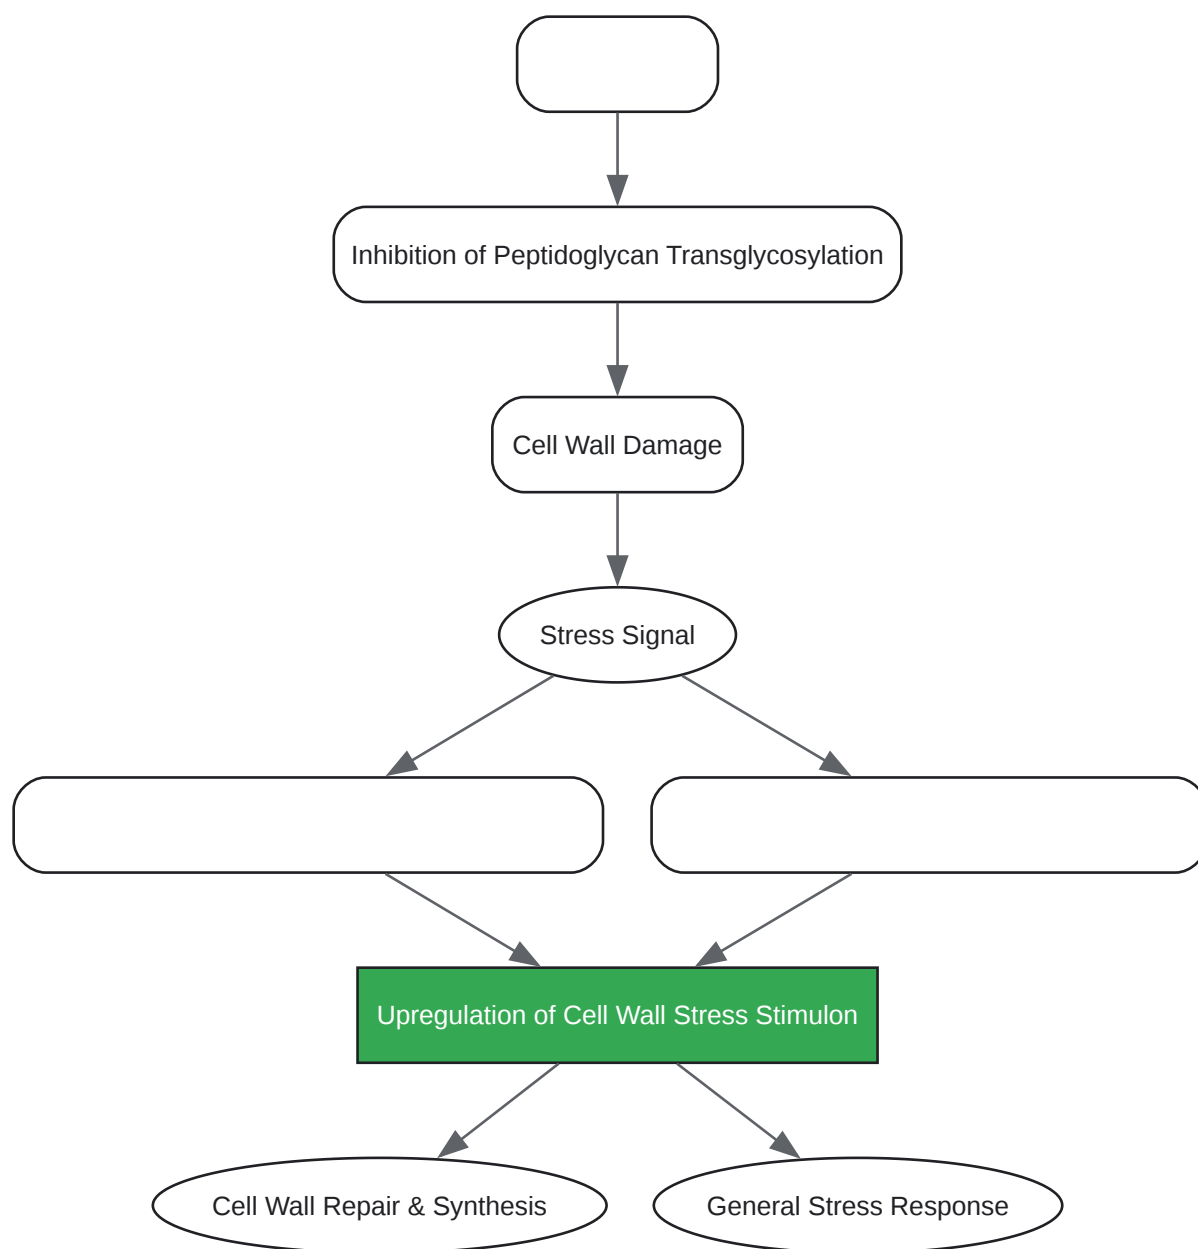 Inhibition of Peptidoglycan Transglycosylation
Cell Wall Damage
Stress Signal
Upregulation of Cell Wall Stress Stimulon
Cell Wall Repair & Synthesis
General Stress Response